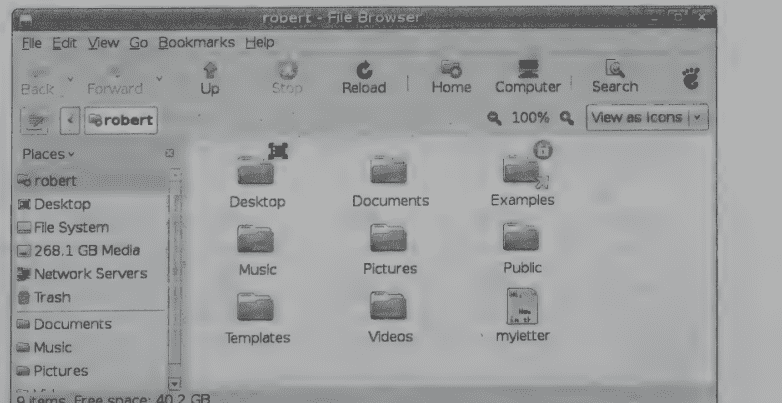 robert - File Browser
File Edit View Go Bookmarks Help
Back Forward Up Stop Reload Home Computer Search
robert 100% View as Icons
Places
robert
Desktop
File System
268.1 GB Media
Network Servers
Trash
Documents
Music
Pictures
Desktop Documents Examples
Music Pictures Public
Templates Videos myletter
9 items, Free space: 40.2 GB